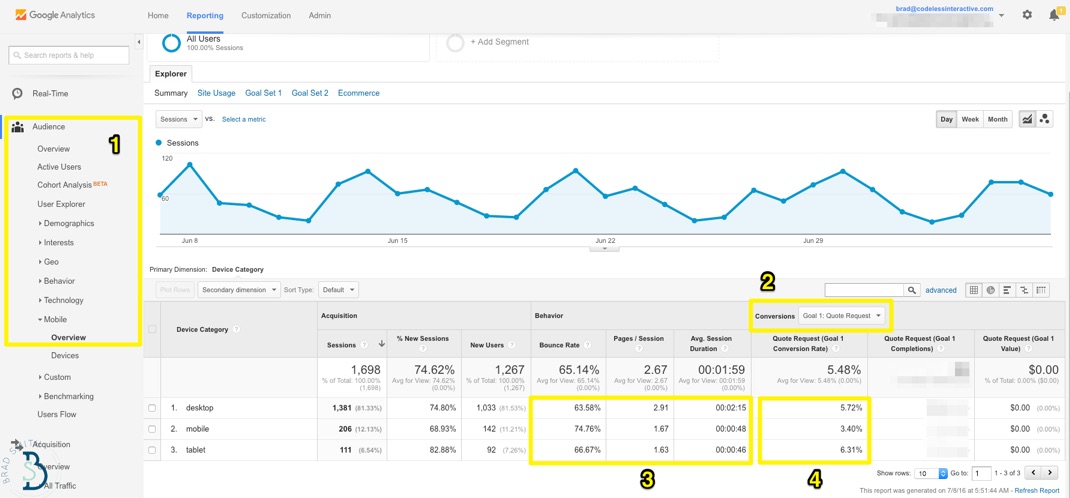 Google Analytics
Home Reporting Customization Admin
brad@codelessinteractive.com
1
Search reports & help
All Users
100.00% Sessions
+ Add Segment
Explorer
Summary Site Usage Goal Set 1 Goal Set 2 Ecommerce
Sessions vs. Select a metric
Day Week Month
Sessions
120
60
Jun 8 Jun 15 Jun 22 Jun 29
Real-Time
Audience
1
Overview
Active Users
Cohort Analysis BETA
User Explorer
Demographics
Interests
Geo
Behavior
Technology
Mobile
Overview
Devices
Custom
Benchmarking
Users Flow
Acquisition
Overview
All Traffic
BRAD
S
B
Primary Dimension: Device Category
Plot Rows Secondary dimension Sort Type: Default
advanced
2
Device Category ?
Acquisition Behavior Conversions Goal 1: Quote Request
Sessions ? % New Sessions ? New Users ? Bounce Rate ? Pages / Session ? Avg. Session Duration ? Quote Request (Goal 1 Conversion Rate) ? Quote Request (Goal 1 Completions) ? Quote Request (Goal 1 Value) ?
1,698 74.62% 1,267 65.14% 2.67 00:01:59 5.48% $0.00
% of Total: 100.00% (1,698) Avg for View: 74.62% (0.00%) % of Total: 100.00% (1,267) Avg for View: 65.14% (0.00%) Avg for View: 2.67 (0.00%) Avg for View: 00:01:59 (0.00%) Avg for View: 5.48% (0.00%) % of Total: 0.00% ($0.00)
1. desktop 1,381 (81.33%) 74.80% 1,033 (81.53%) 63.58% 2.91 00:02:15 5.72% $0.00 (0.00%)
2. mobile 206 (12.13%) 68.93% 142 (11.21%) 74.76% 1.67 00:00:48 3.40% $0.00 (0.00%)
3. tablet 111 (6.54%) 82.88% 92 (7.26%) 66.67% 1.63 00:00:46 6.31% $0.00 (0.00%)
3 4
Show rows: 10 Go to: 1 1 - 3 of 3
This report was generated on 7/8/16 at 5:51:44 AM - Refresh Report